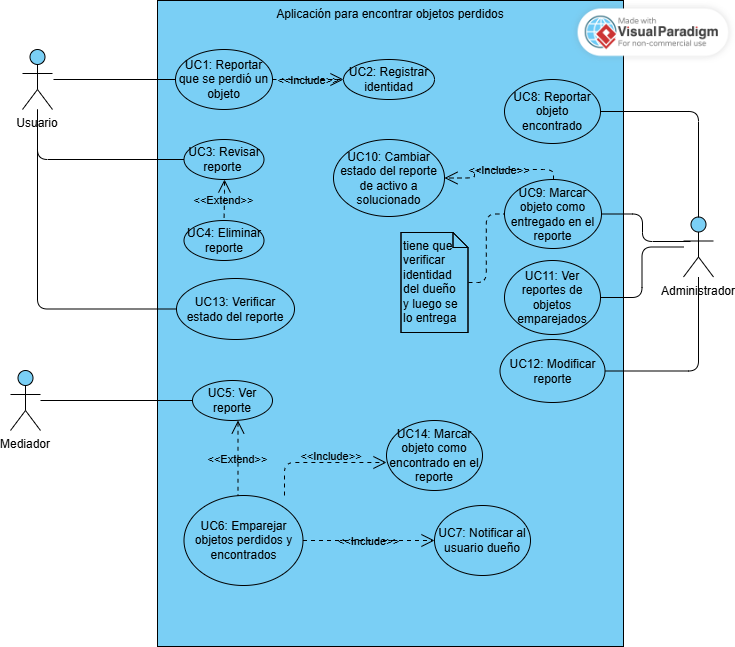 Aplicación para encontrar objetos perdidos
Made with
VisualParadigm
For non-commercial use
Usuario
UC1: Reportar
que se perdió un
objeto
<<Include>>
UC2: Registrar
identidad
UC8: Reportar
objeto
encontrado
UC3: Revisar
reporte
<<Extend>>
UC4: Eliminar
reporte
UC10: Cambiar
estado del reporte
de activo a
solucionado
<<Include>>
UC9: Marcar
objeto como
entregado en el
reporte
tiene que
verificar
identidad
del dueño
y luego se
lo entrega
UC11: Ver
reportes de
objetos
emparejados
Administrador
UC13: Verificar
estado del reporte
UC12: Modificar
reporte
Mediador
UC5: Ver
reporte
<<Extend>>
<<Include>>
UC14: Marcar
objeto como
encontrado en el
reporte
UC6: Emparejar
objetos perdidos y
encontrados
<<Include>>
UC7: Notificar al
usuario dueño